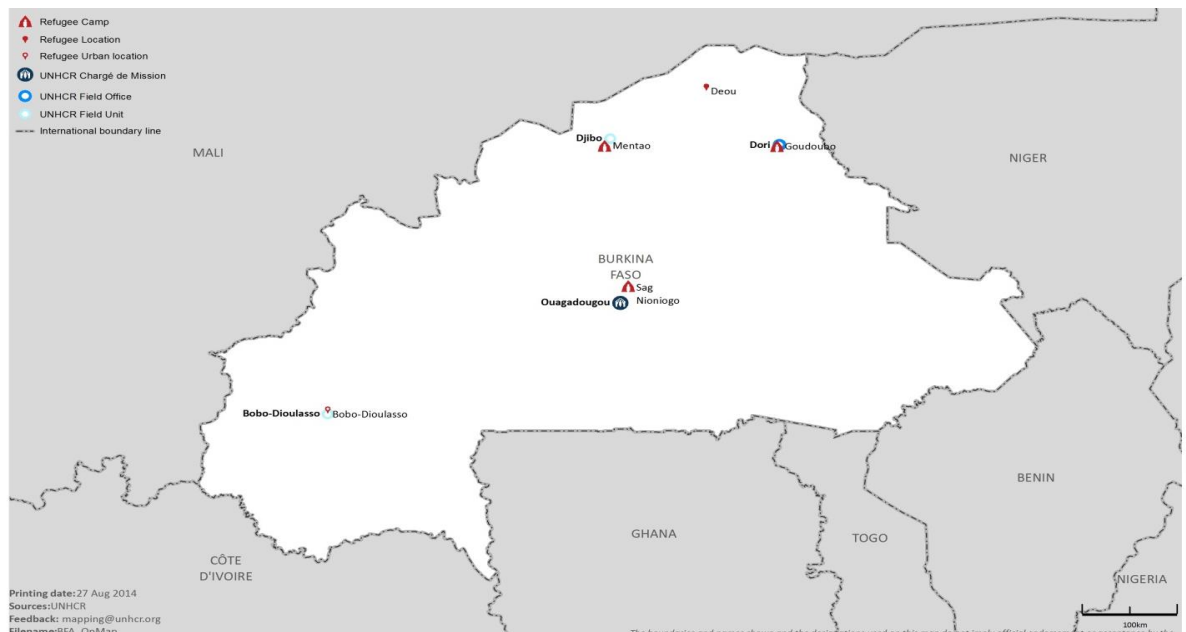 Refugee Camp
Refugee Location
Refugee Urban location
UNHCR Chargé de Mission
UNHCR Field Office
UNHCR Field Unit
International boundary line
Deou
Djibo
Mentao
Dori
Goudoubo
MALI
NIGER
BURKINA
FASO
Sag
Ouagadougou
Nioniogo
Bobo-Dioulasso
Bobo-Dioulasso
BENIN
GHANA
TOGO
CÔTE
D'IVOIRE
NIGERIA
Printing date:27 Aug 2014
Sources:UNHCR
Feedback: mapping@unhcr.org
Filename:BFA_OpMap
100km